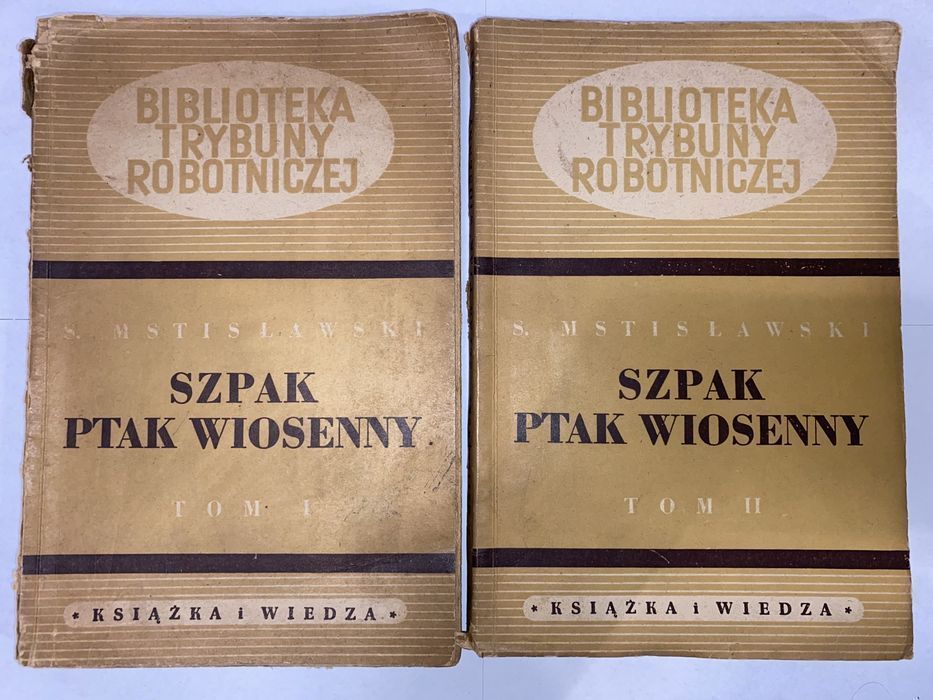 BIBLIOTEKA
TRYBUNY
ROBOTNICZEJ
S. MSTISŁAWSKI
SZPAK
PTAK WIOSENNY
TOM I
* KSIĄŻKA i WIEDZA *
BIBLIOTEKA
TRYBUNY
ROBOTNICZEJ
S. MSTISŁAWSKI
SZPAK
PTAK WIOSENNY
TOM II
* KSIĄŻKA i WIEDZA *